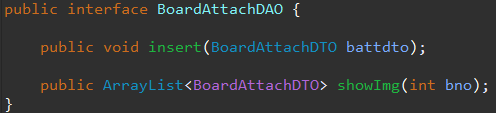 public interface BoardAttachDAO {
public void insert(BoardAttachDTO battdto);
public ArrayList<BoardAttachDTO> showImg(int bno);
}